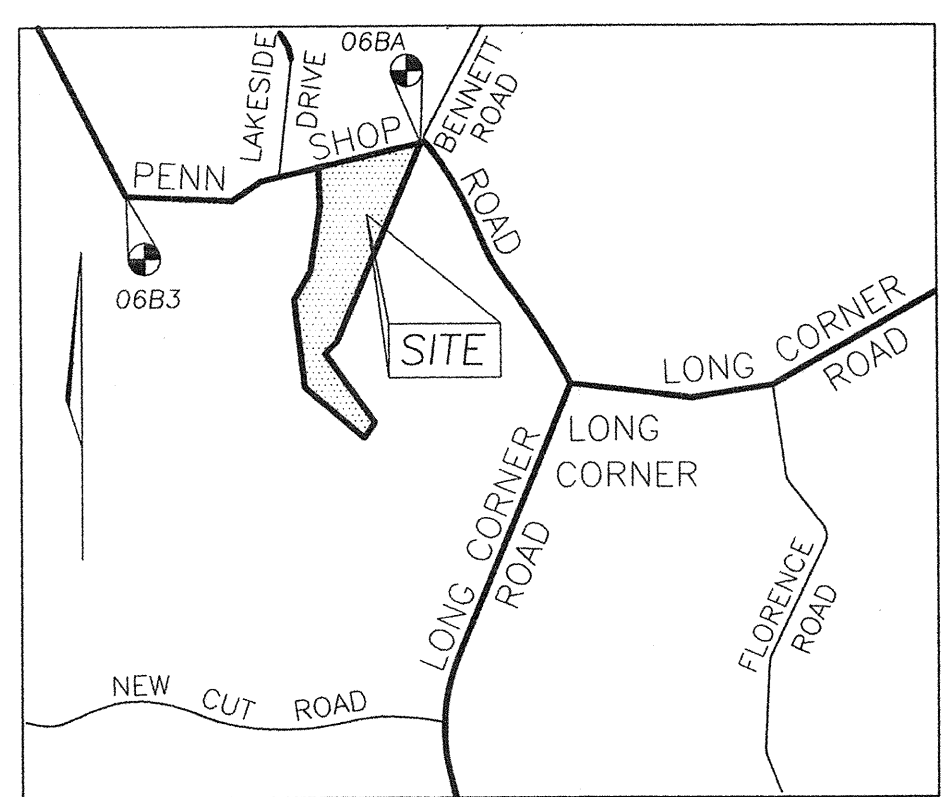 06BA
LAKESIDE
DRIVE
BENNETT
ROAD
PENN SHOP ROAD
06B3
SITE
LONG CORNER
ROAD
LONG
CORNER
LONG CORNER
ROAD
FLORENCE
ROAD
NEW CUT ROAD